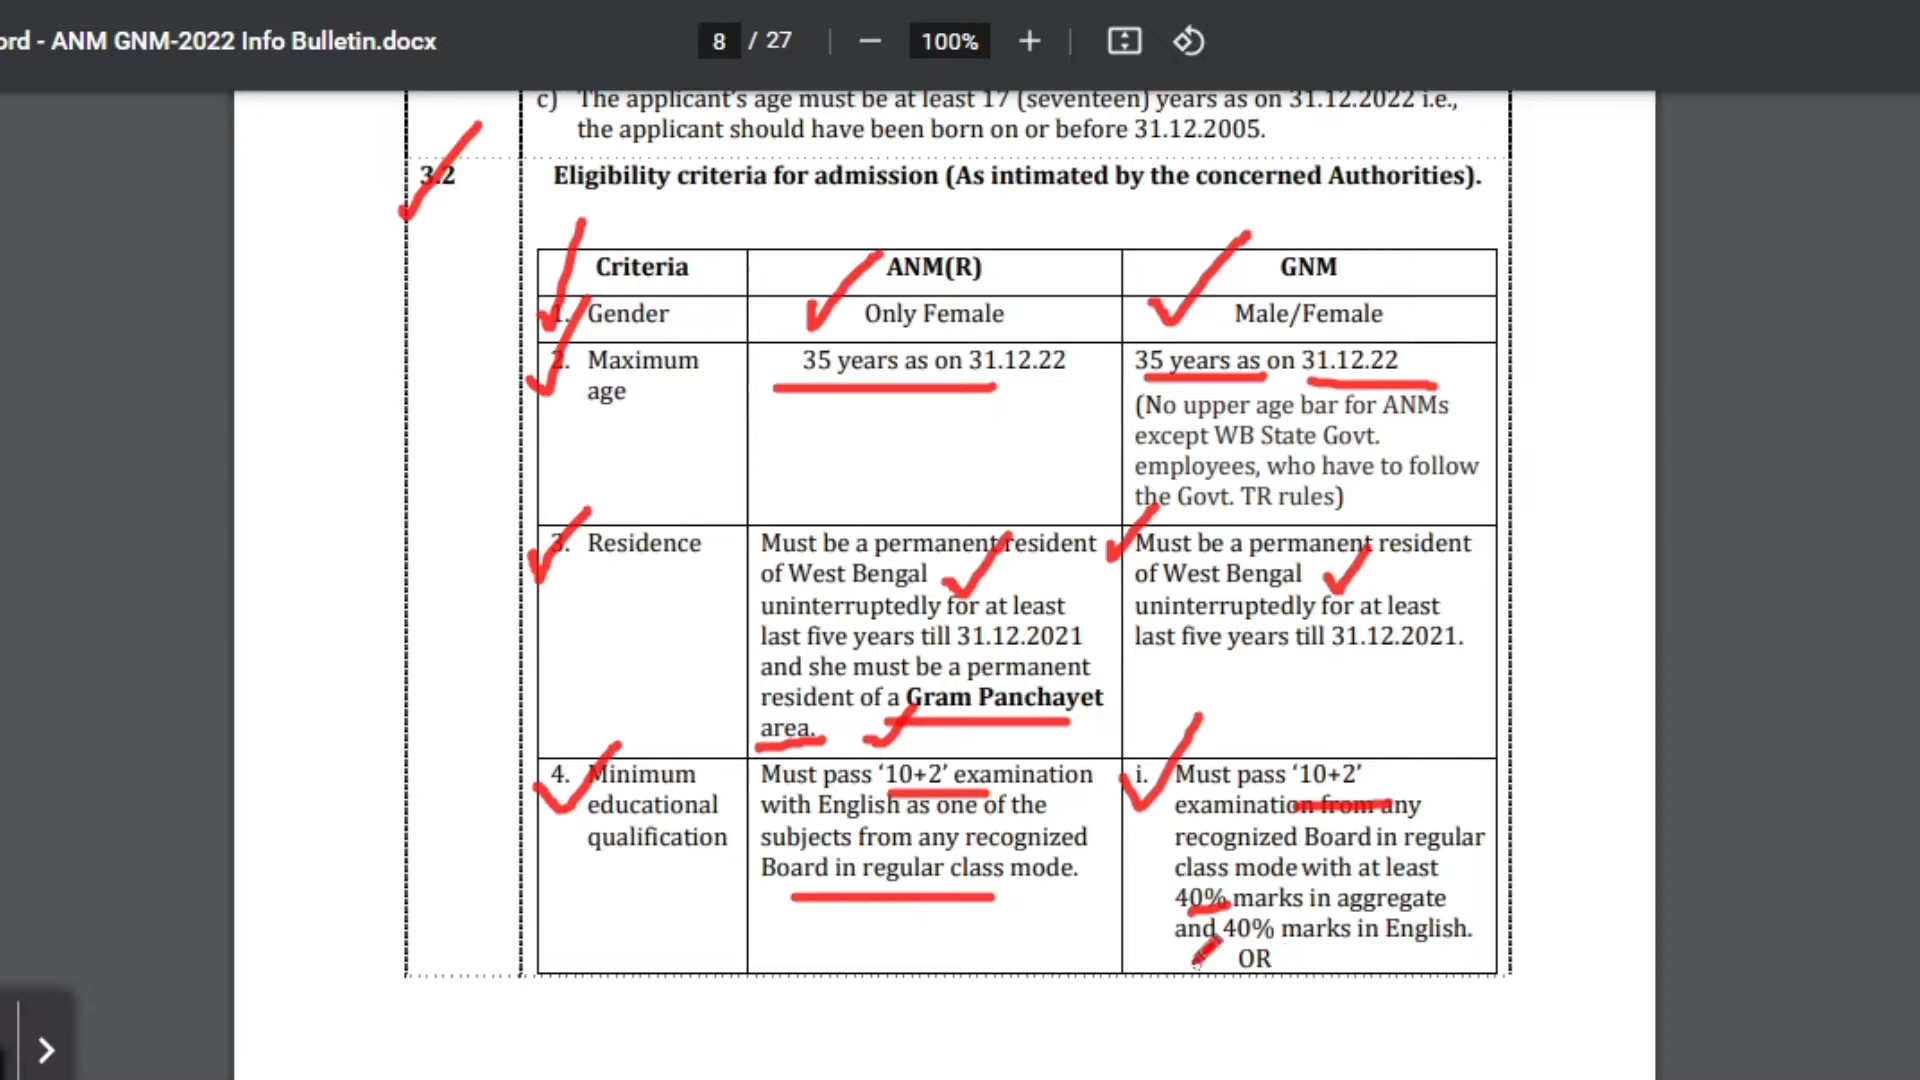 ord - ANM GNM-2022 Info Bulletin.docx
8 / 27
100%
c) The applicant's age must be at least 17 (seventeen) years as on 31.12.2022 i.e.,
the applicant should have been born on or before 31.12.2005.
3.2 Eligibility criteria for admission (As intimated by the concerned Authorities).
Criteria ANM(R) GNM
1. Gender Only Female Male/Female
2. Maximum
age
35 years as on 31.12.22
35 years as on 31.12.22
(No upper age bar for ANMs
except WB State Govt.
employees, who have to follow
the Govt. TR rules)
3. Residence
Must be a permanent resident
of West Bengal
uninterruptedly for at least
last five years till 31.12.2021
and she must be a permanent
resident of a Gram Panchayet
area.
Must be a permanent resident
of West Bengal
uninterruptedly for at least
last five years till 31.12.2021.
4. Minimum
educational
qualification
Must pass ‘10+2’ examination
with English as one of the
subjects from any recognized
Board in regular class mode.
i. Must pass ‘10+2’
examination from any
recognized Board in regular
class mode with at least
40% marks in aggregate
and 40% marks in English.
OR